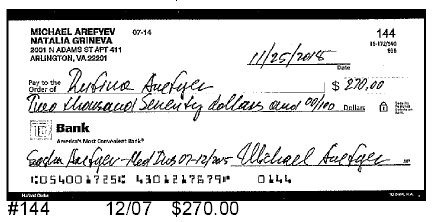 MICHAEL AREFYEV 07-14 144
NATALIA GRINEVA
2001 N ADAMS ST APT 411
ARLINGTON, VA 22201
11/25/2015
Date
Pay to the
Order of Rufina Arefyev $ 270.00
Two thousand Seventy dollars and 00/100 Dollars
Bank
America's Most Convenient Bank®
Michael Arefyev
0144
#144 12/07 $270.00